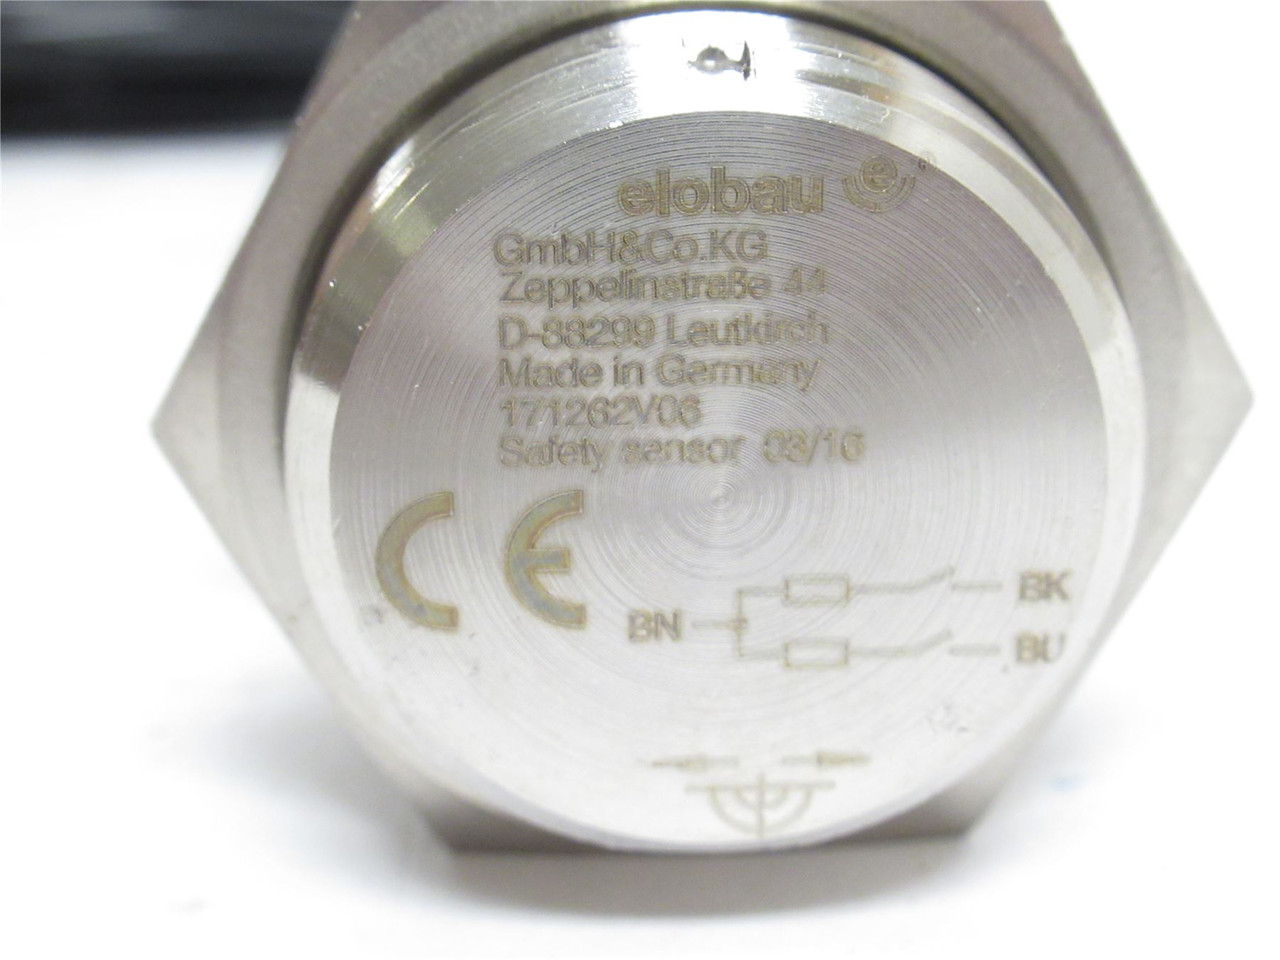 elobau e ®
GmbH&Co.KG
Zeppelinstraße 44
D-88299 Leutkirch
Made in Germany
171262V06
Safety sensor 03/16
CE
BK
BN
BU